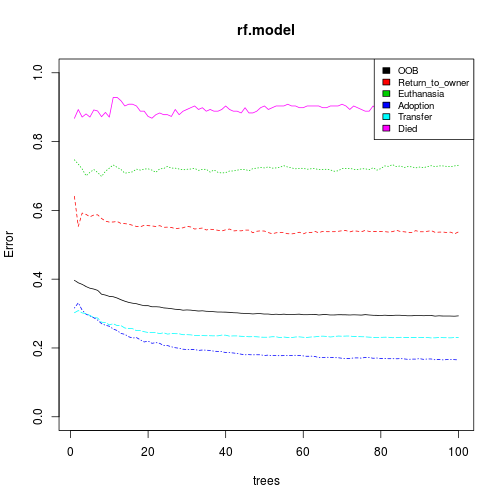 rf.model
OOB
Return_to_owner
Euthanasia
Adoption
Transfer
Died
1.0
0.8
0.6
0.4
0.2
0.0
Error
0 20 40 60 80 100
trees